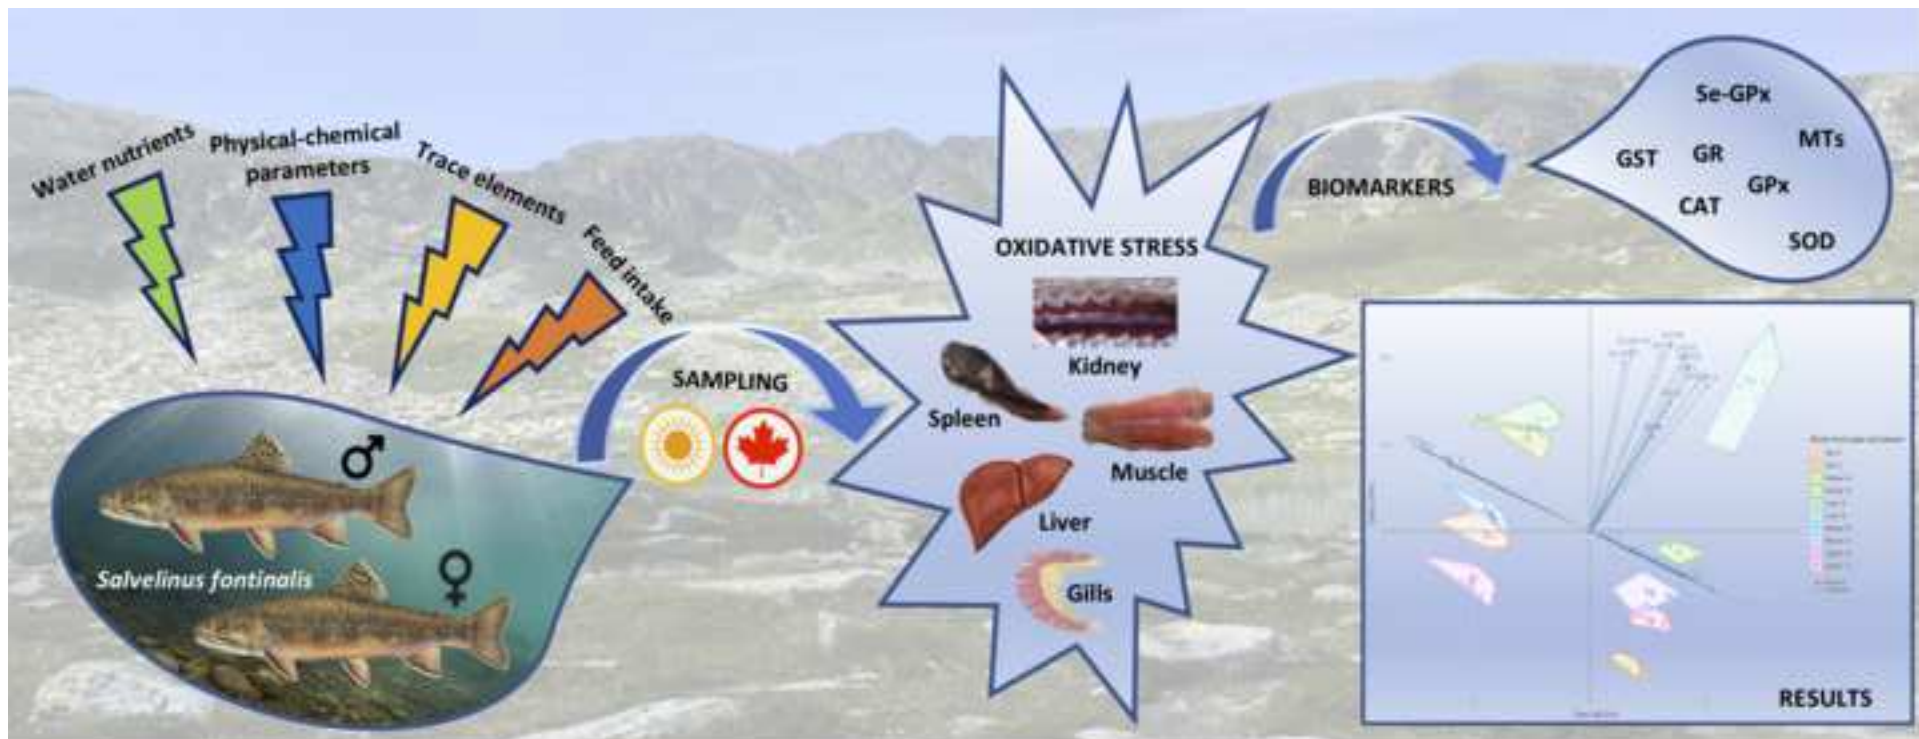 Water nutrients
Physical-chemical
parameters
Trace elements
Feed intake
Salvelinus fontinalis
SAMPLING
OXIDATIVE STRESS
Kidney
Spleen
Muscle
Liver
Gills
BIOMARKERS
Se-GPx
MTs
GST
GR
GPx
CAT
SOD
RESULTS